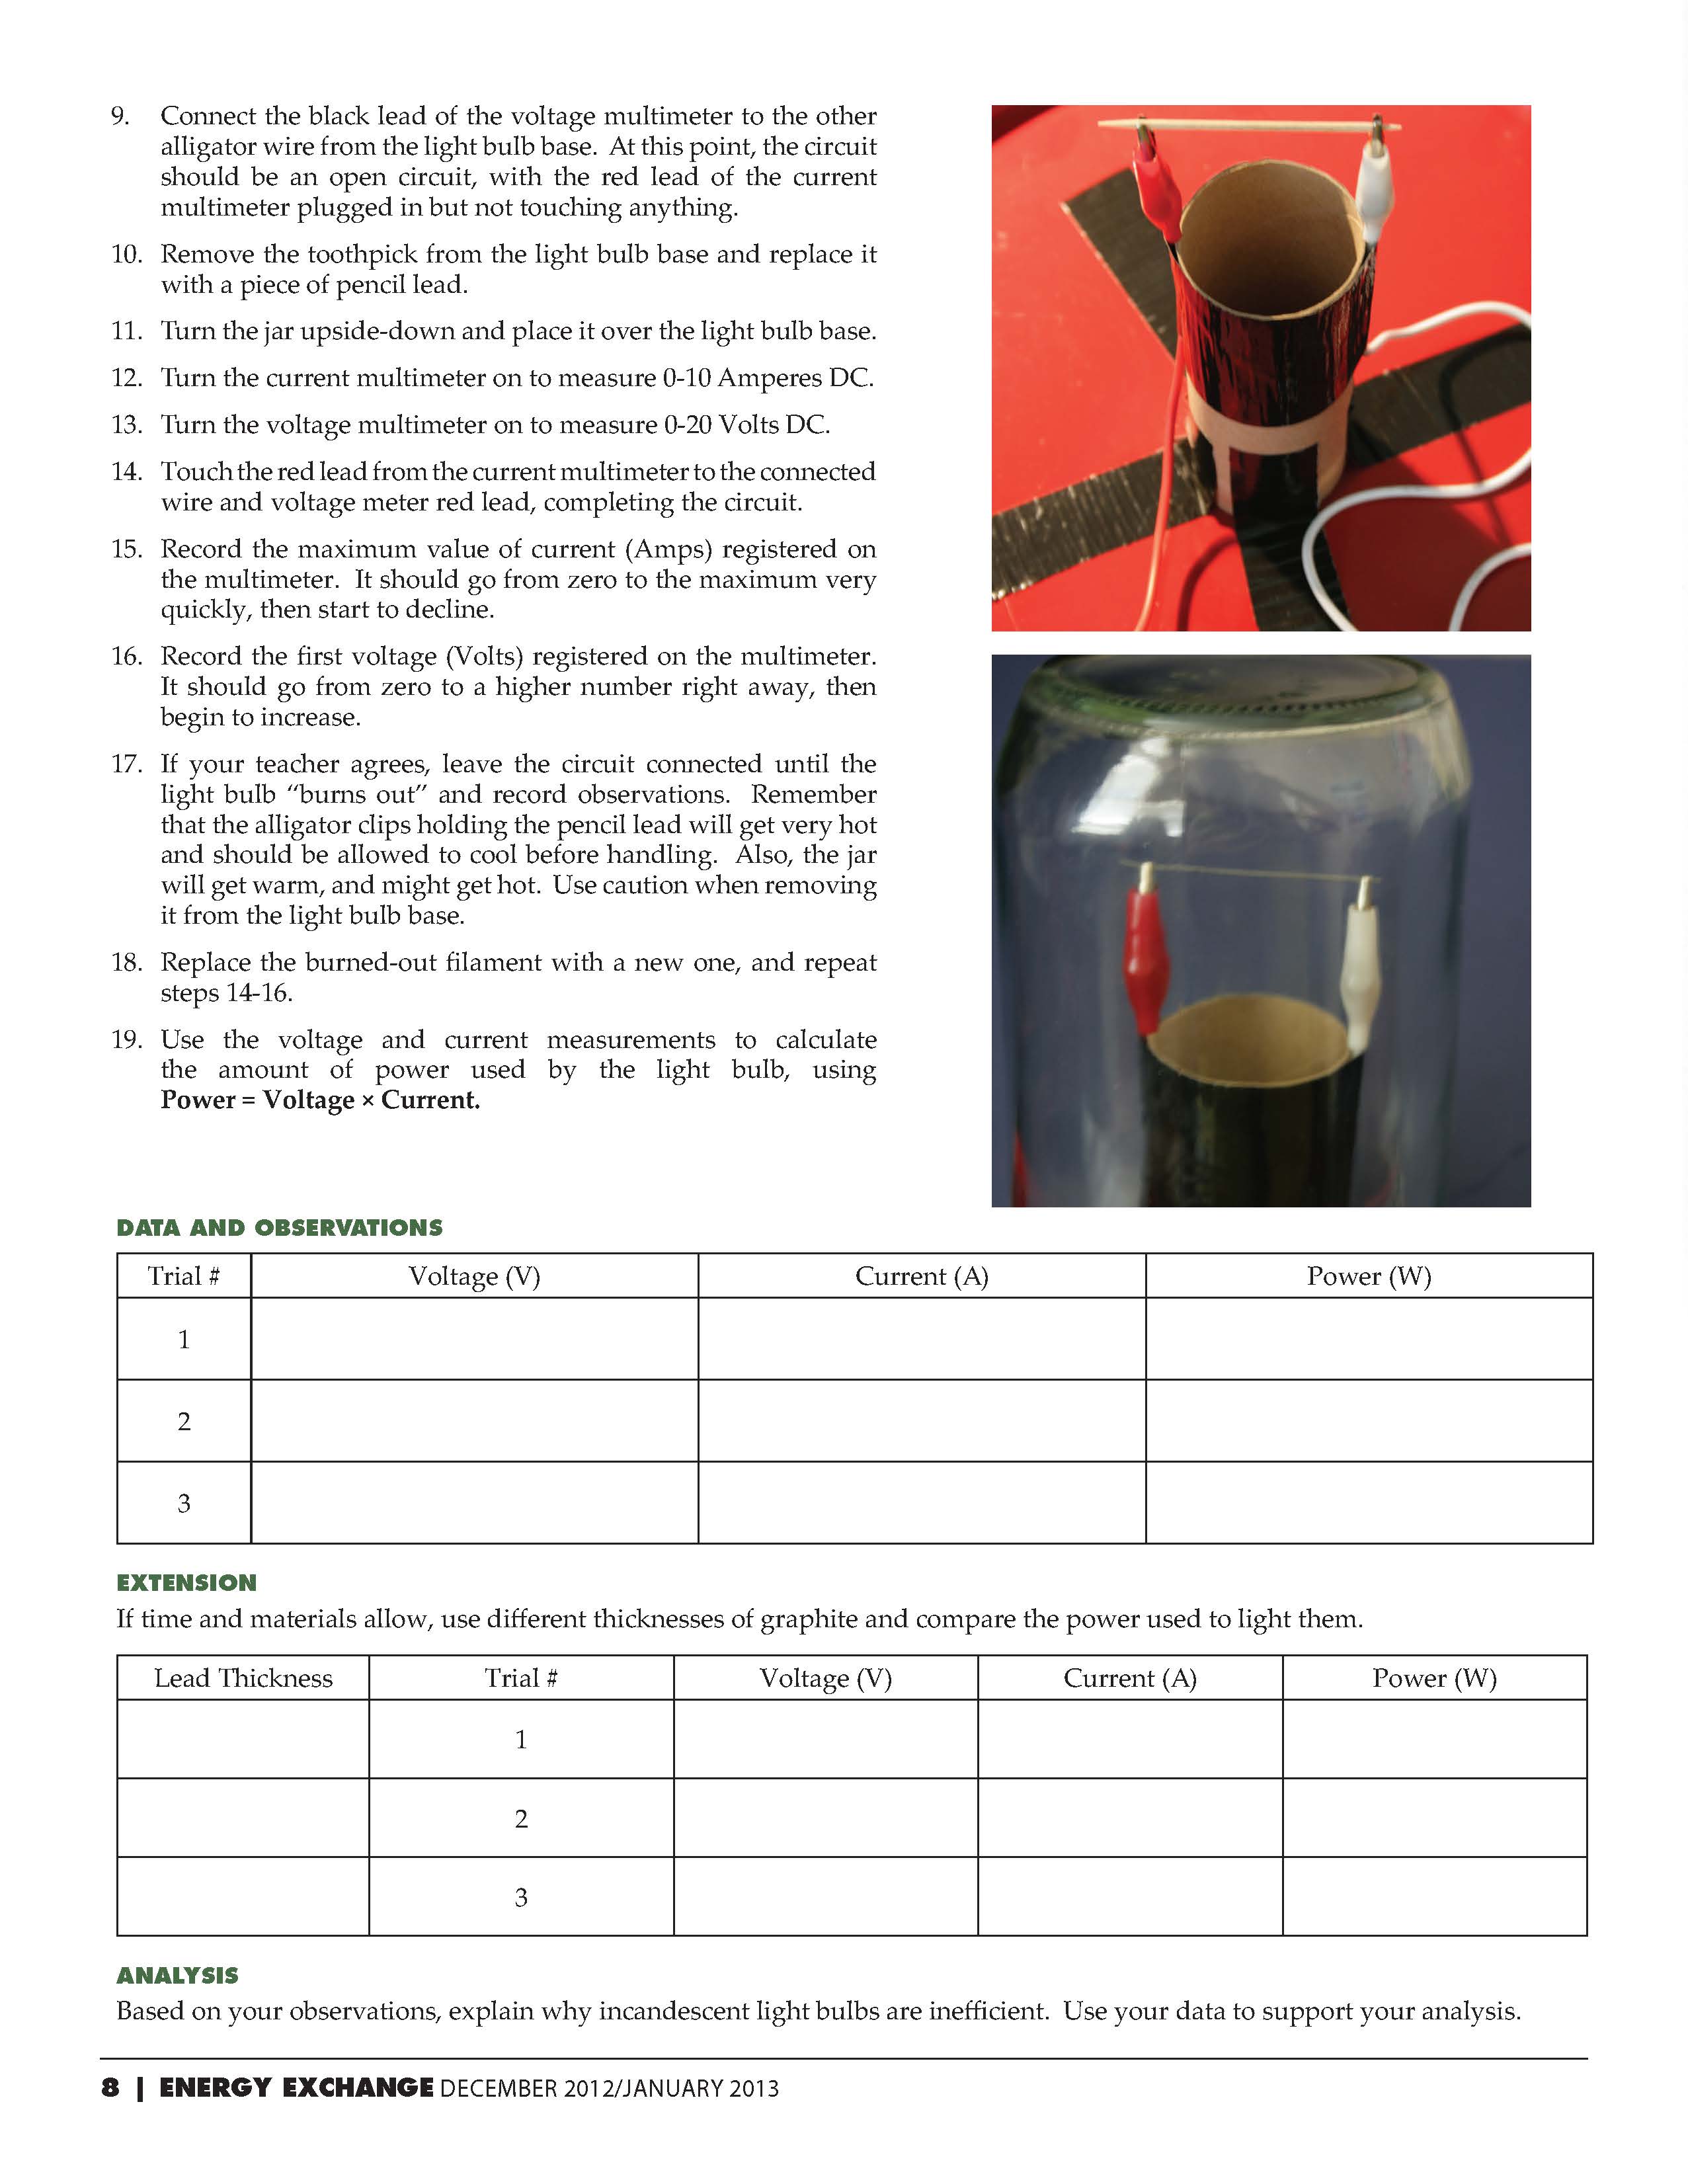 9. Connect the black lead of the voltage multimeter to the other
alligator wire from the light bulb base. At this point, the circuit
should be an open circuit, with the red lead of the current
multimeter plugged in but not touching anything.
10. Remove the toothpick from the light bulb base and replace it
with a piece of pencil lead.
11. Turn the jar upside-down and place it over the light bulb base.
12. Turn the current multimeter on to measure 0-10 Amperes DC.
13. Turn the voltage multimeter on to measure 0-20 Volts DC.
14. Touch the red lead from the current multimeter to the connected
wire and voltage meter red lead, completing the circuit.
15. Record the maximum value of current (Amps) registered on
the multimeter. It should go from zero to the maximum very
quickly, then start to decline.
16. Record the first voltage (Volts) registered on the multimeter.
It should go from zero to a higher number right away, then
begin to increase.
17. If your teacher agrees, leave the circuit connected until the
light bulb "burns out" and record observations. Remember
that the alligator clips holding the pencil lead will get very hot
and should be allowed to cool before handling. Also, the jar
will get warm, and might get hot. Use caution when removing
it from the light bulb base.
18. Replace the burned-out filament with a new one, and repeat
steps 14-16.
19. Use the voltage and current measurements to calculate
the amount of power used by the light bulb, using
Power = Voltage × Current.
DATA AND OBSERVATIONS
Trial # Voltage (V) Current (A) Power (W)
1
2
3
EXTENSION
If time and materials allow, use different thicknesses of graphite and compare the power used to light them.
Lead Thickness Trial # Voltage (V) Current (A) Power (W)
1
2
3
ANALYSIS
Based on your observations, explain why incandescent light bulbs are inefficient. Use your data to support your analysis.
8 | ENERGY EXCHANGE DECEMBER 2012/JANUARY 2013